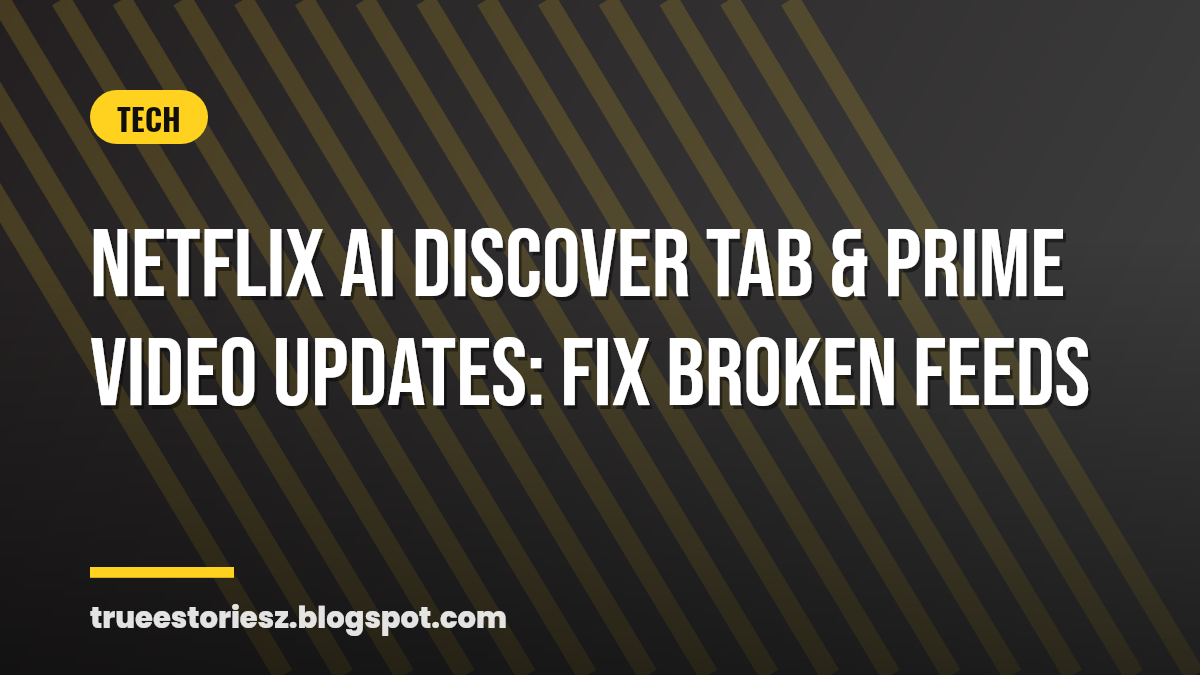 TECH
NETFLIX AI DISCOVER TAB & PRIME
VIDEO UPDATES: FIX BROKEN FEEDS
trueestoriesz.blogspot.com